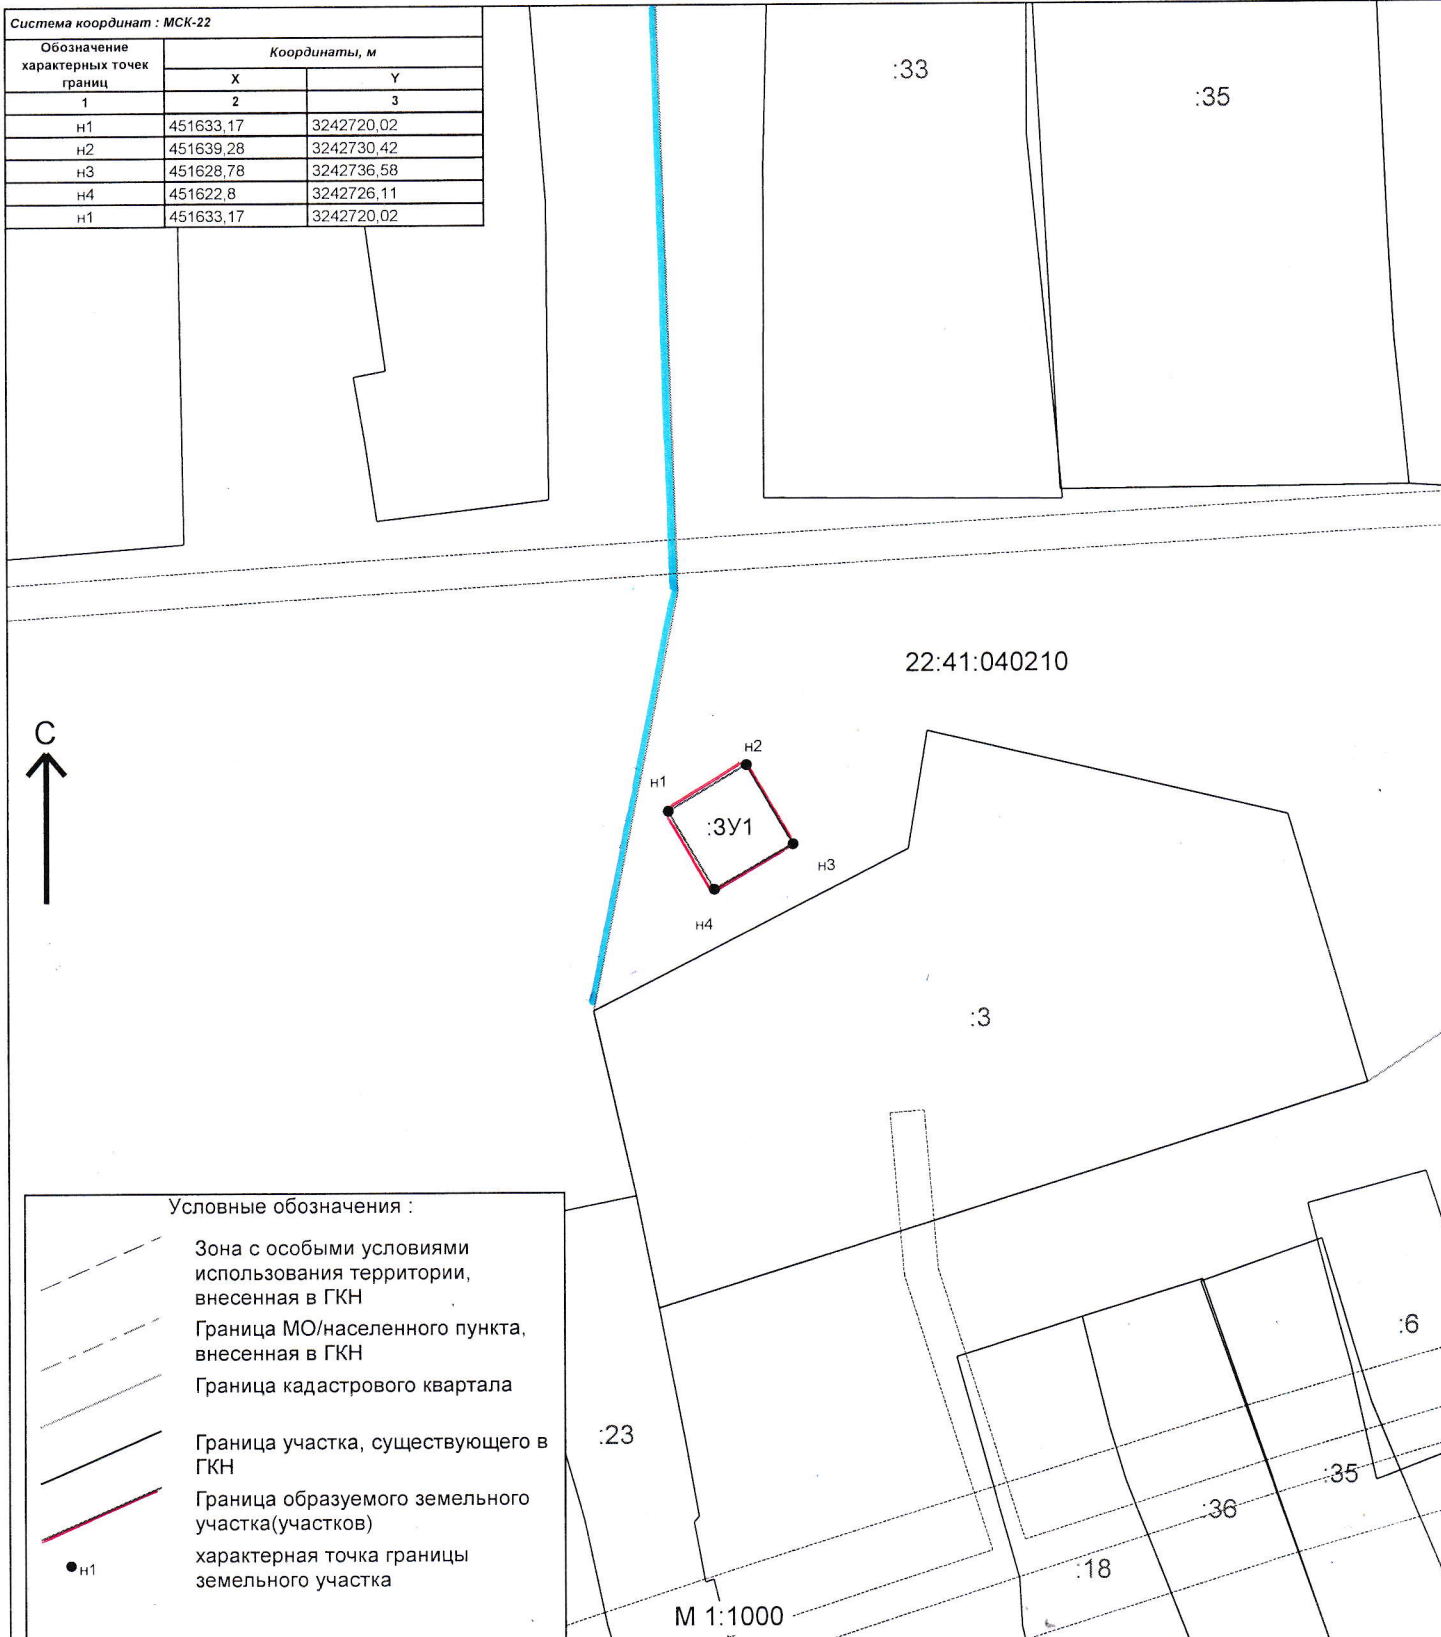 Система координат : МСК-22
Обозначение характерных точек границ
Координаты, м
X Y
1 2 3
н1 451633,17 3242720,02
н2 451639,28 3242730,42
н3 451628,78 3242736,58
н4 451622,8 3242726,11
н1 451633,17 3242720,02
:33
:35
22:41:040210
С
н2
н1
:ЗУ1
н3
н4
:3
Условные обозначения :
Зона с особыми условиями
использования территории,
внесенная в ГКН
Граница МО/населенного пункта,
внесенная в ГКН
Граница кадастрового квартала
Граница участка, существующего в
ГКН
Граница образуемого земельного
участка(участков)
н1
характерная точка границы
земельного участка
:6
:23
:35
:36
:18
М 1:1000